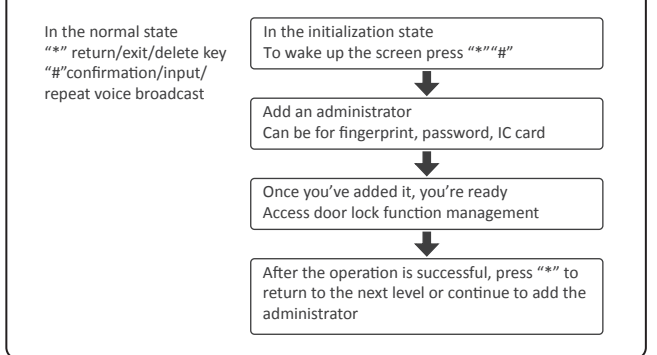 In the normal state
“*” return/exit/delete key
“#”confirmation/input/
repeat voice broadcast
In the initialization state
To wake up the screen press “*”“#”
Add an administrator
Can be for fingerprint, password, IC card
Once you’ve added it, you’re ready
Access door lock function management
After the operation is successful, press “*” to
return to the next level or continue to add the
administrator